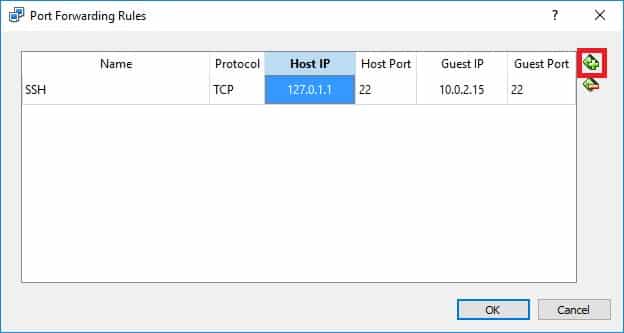 Port Forwarding Rules ?
Name Protocol Host IP Host Port Guest IP Guest Port
SSH TCP 127.0.1.1 22 10.0.2.15 22
OK Cancel